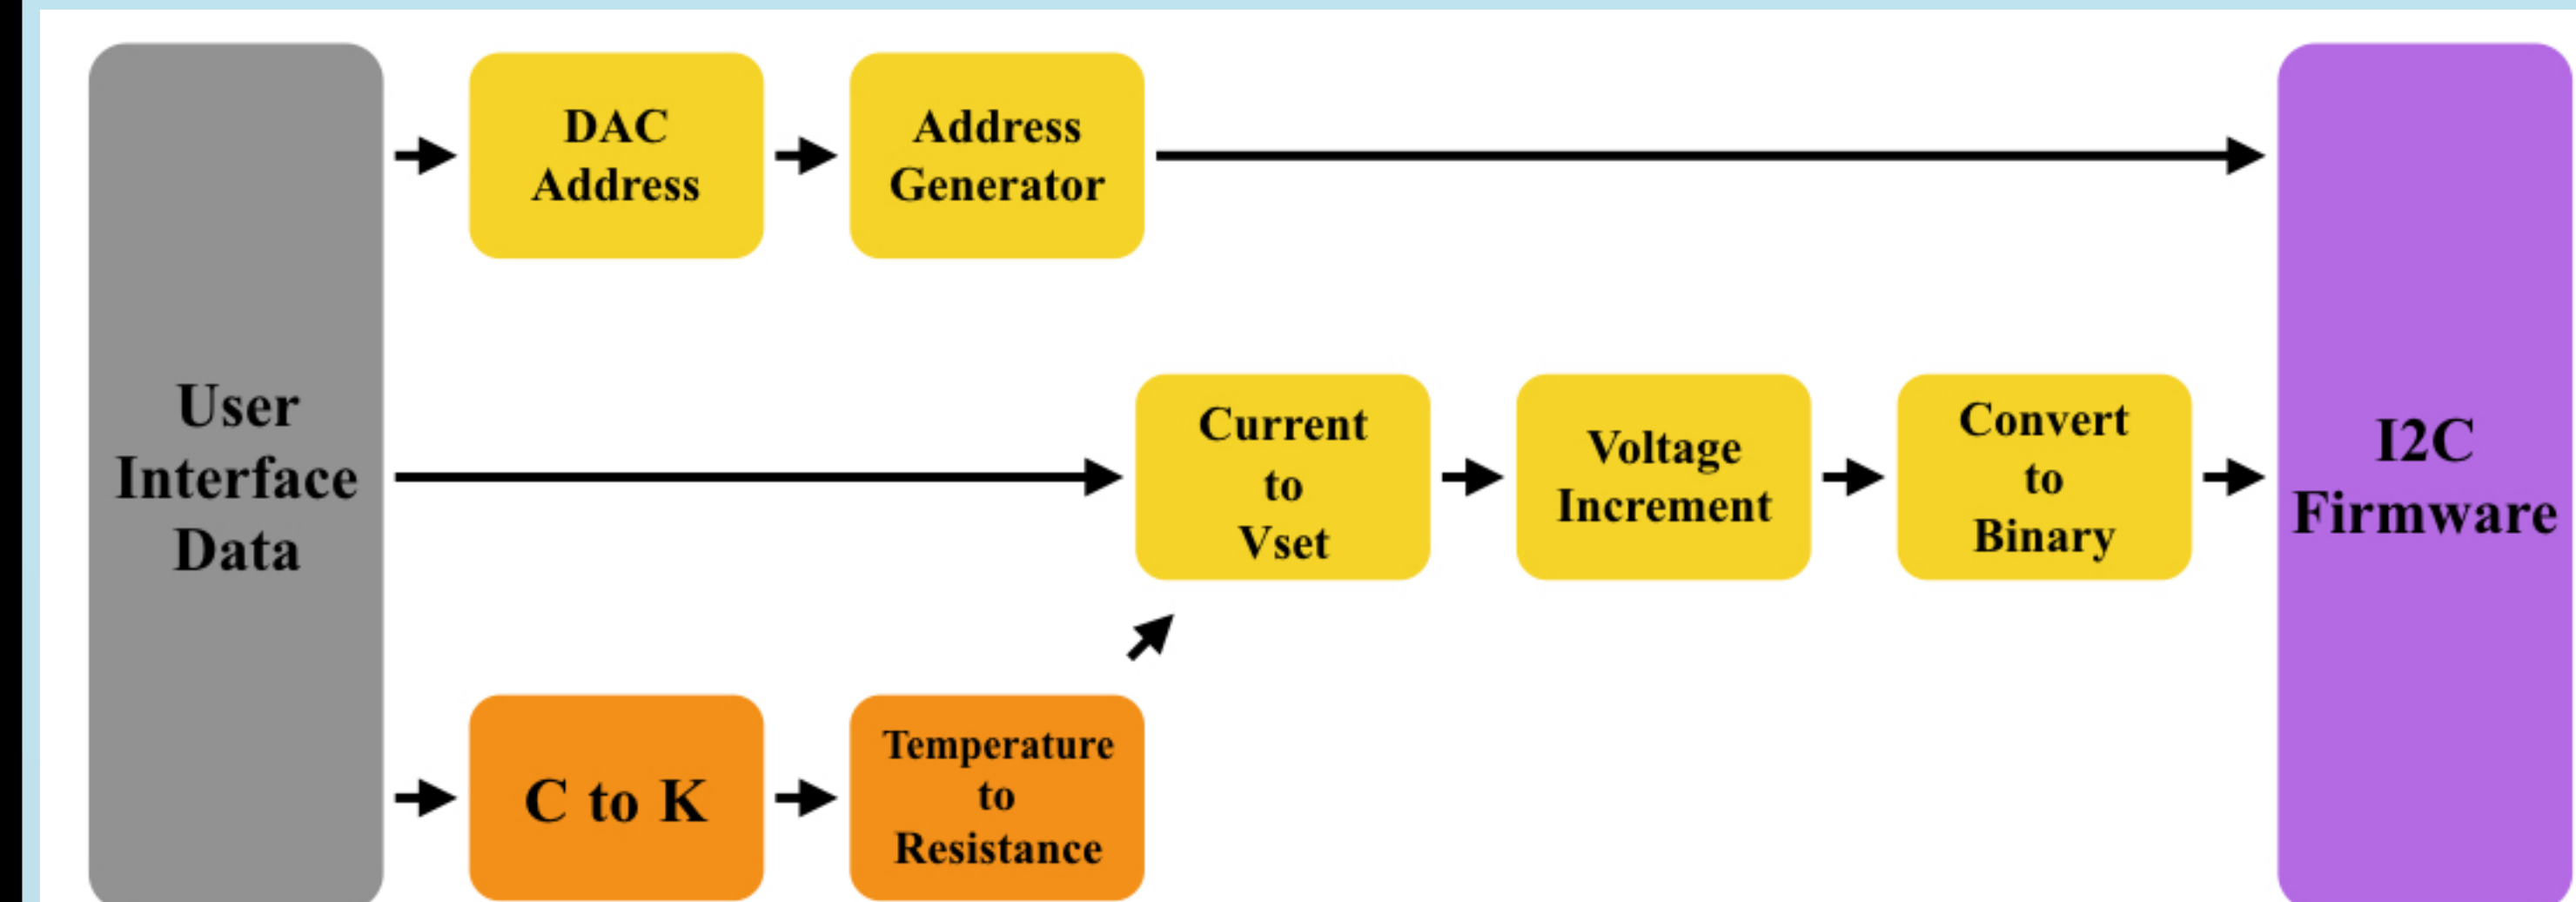 User
Interface
Data
DAC
Address
Address
Generator
Current
to
Vset
Voltage
Increment
Convert
to
Binary
C to K
Temperature
to
Resistance
I2C
Firmware